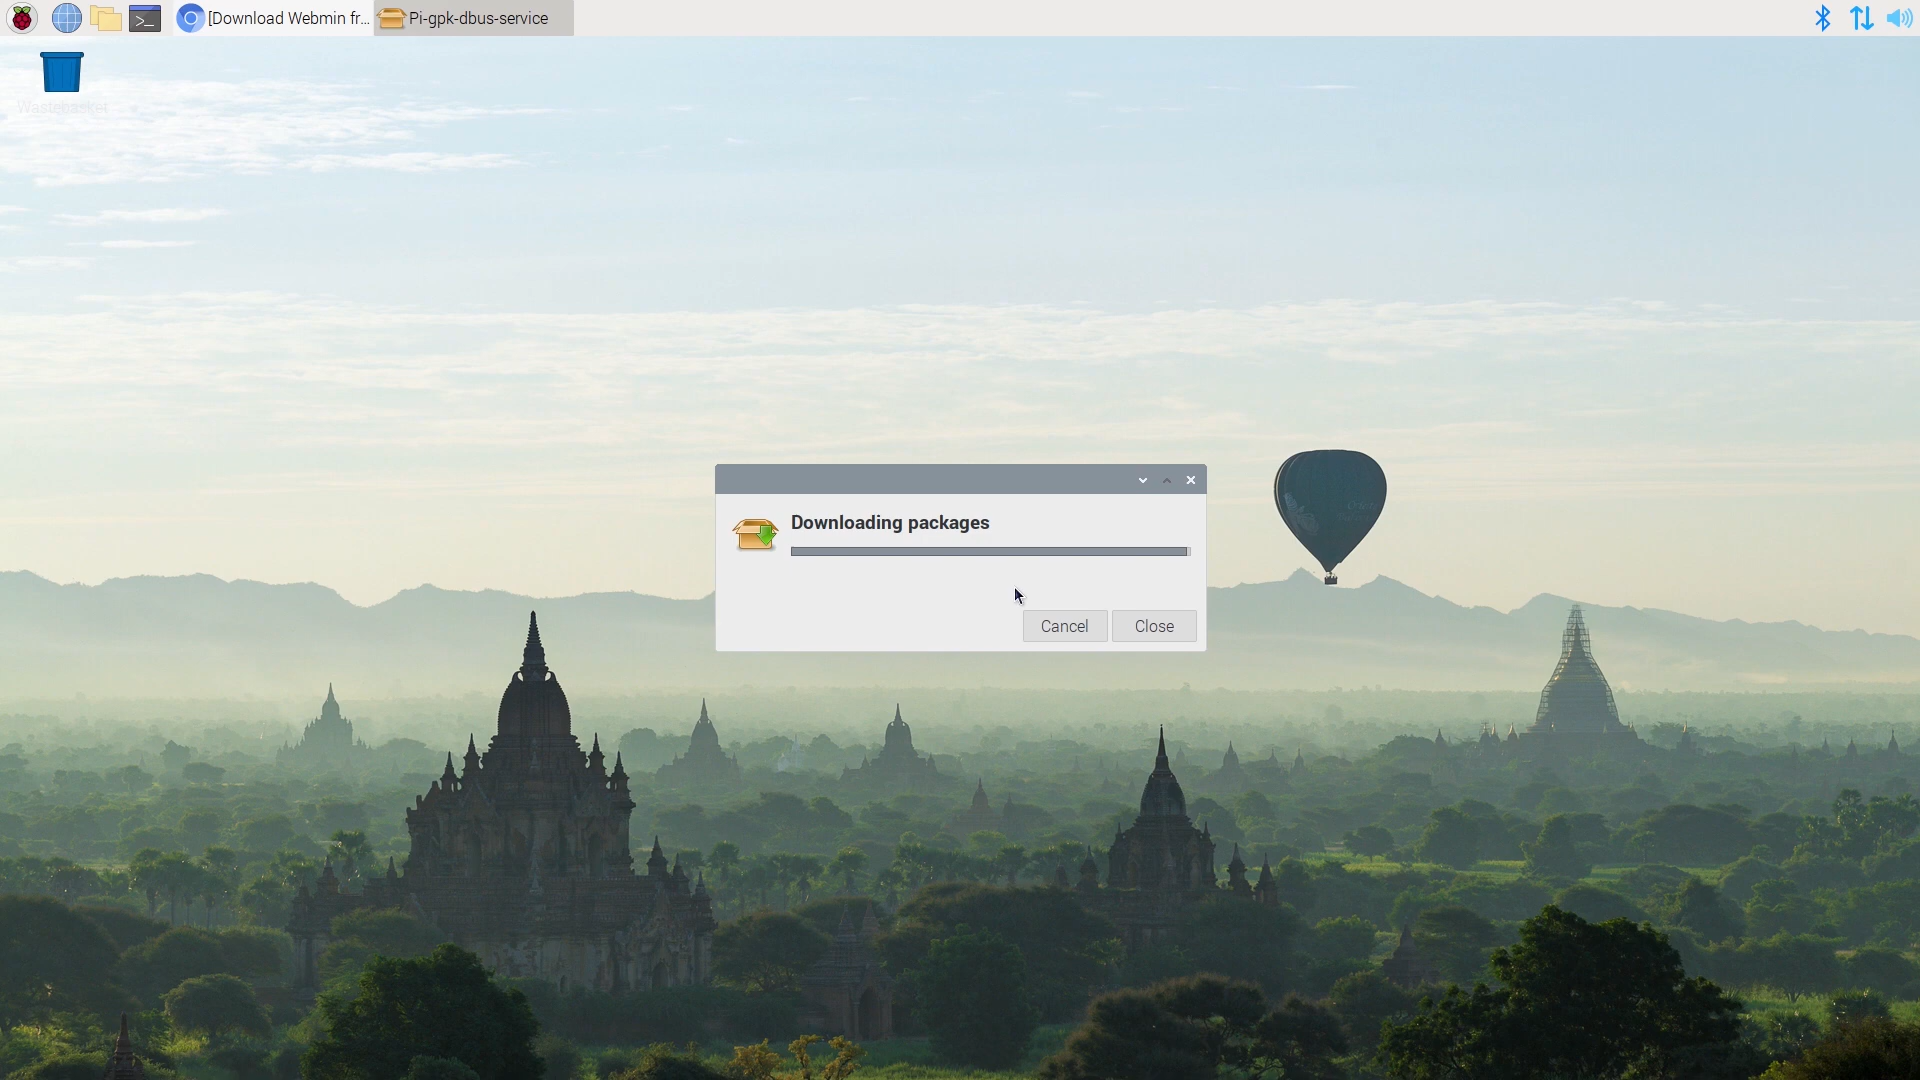 [Download Webmin fr...
Pi-gpk-dbus-service
Wastebasket
Downloading packages
Cancel
Close